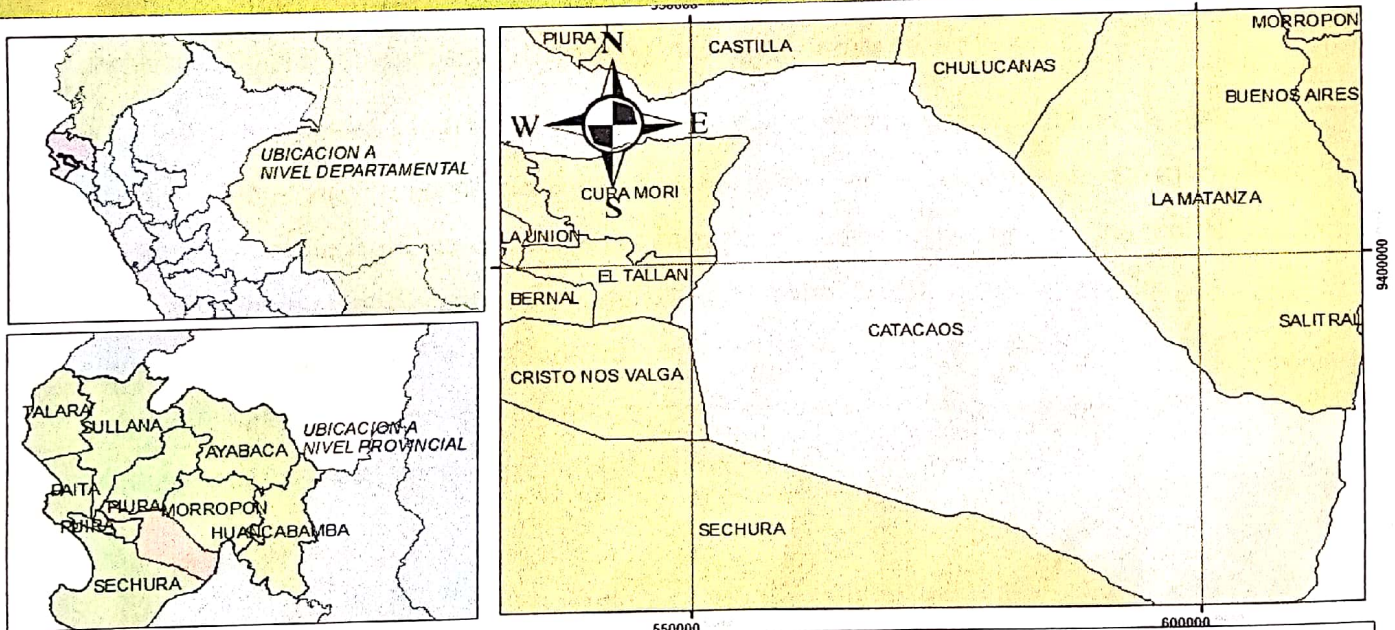 UBICACION A
NIVEL DEPARTAMENTAL
TALARA
SULLANA
AYABACA
UBICACION A
NIVEL PROVINCIAL
PAITA
PIURA
MORROPON
HUANCABAMBA
SECHURA
550000
PIURA
N
CASTILLA
MORROPON
CHULUCANAS
BUENOS AIRES
W
E
CURA MORI
S
LA MATANZA
LA UNION
EL TALLAN
9400000
BERNAL
SALITRAL
CATACAOS
CRISTO NOS VALGA
SECHURA
550000
600000